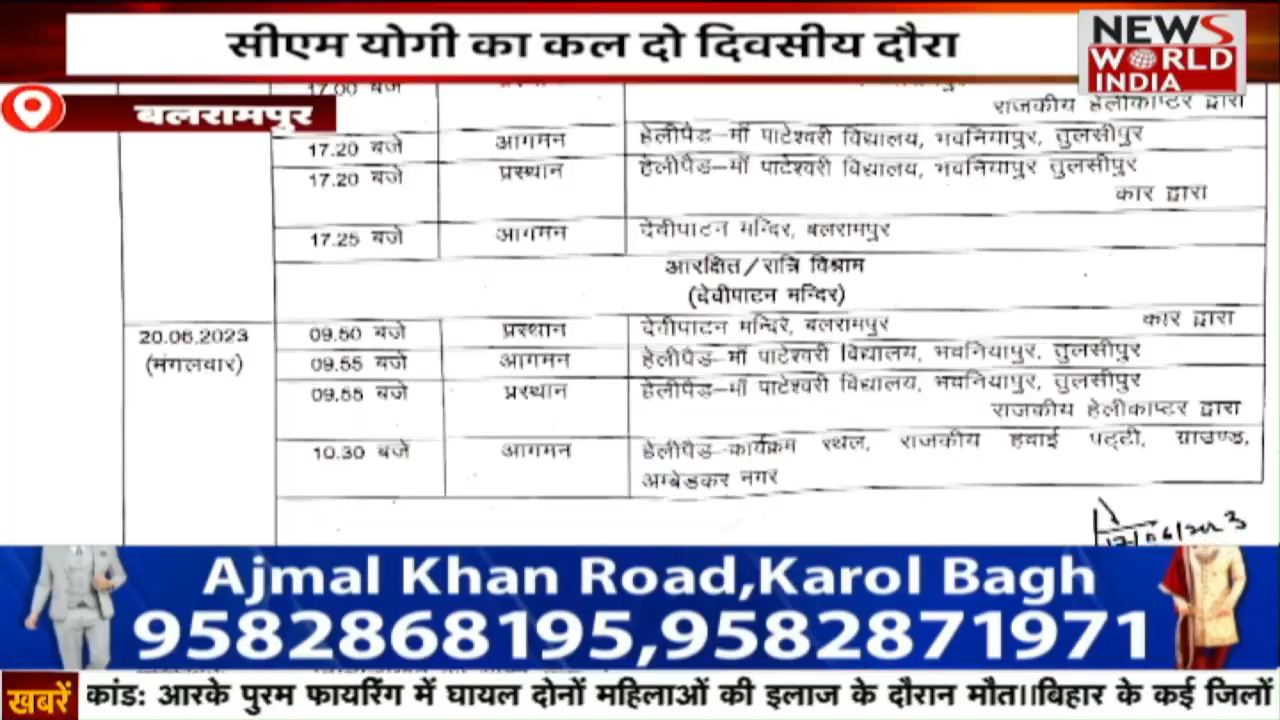 सीएम योगी का कल दो दिवसीय दौरा
NEWS
WORLD
INDIA
बलरामपुर
17.00 बजे
राजकीय हेलीकाप्टर द्वारा
17.20 बजे आगमन हेलीपैड-माँ पाटेश्वरी विद्यालय, भवनियापुर, तुलसीपुर
17.20 बजे प्रस्थान हेलीपैड-माँ पाटेश्वरी विद्यालय, भवनियापुर तुलसीपुर
कार द्वारा
17.25 बजे आगमन देवीपाटन मन्दिर, बलरामपुर
आरक्षित/रात्रि विश्राम
(देवीपाटन मन्दिर)
20.06.2023 09.50 बजे प्रस्थान देवीपाटन मन्दिर, बलरामपुर कार द्वारा
(मंगलवार) 09.55 बजे आगमन हेलीपैड-माँ पाटेश्वरी विद्यालय, भवनियापुर, तुलसीपुर
09.55 बजे प्रस्थान हेलीपैड-माँ पाटेश्वरी विद्यालय, भवनियापुर, तुलसीपुर
राजकीय हेलीकाप्टर द्वारा
10.30 बजे आगमन हेलीपैड-कार्यक्रम स्थल, राजकीय हवाई पट्टी, ग्राउण्ड,
अम्बेडकर नगर
Ajmal Khan Road,Karol Bagh
9582868195,9582871971
खबरें कांड: आरके पुरम फायरिंग में घायल दोनों महिलाओं की इलाज के दौरान मौत।।बिहार के कई जिलों